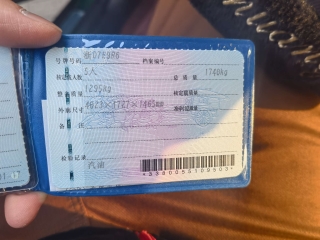 号牌号码 档案编号
核定载人数 5人 总质量 1740kg
整备质量 1295kg 核定载质量
外廓尺寸 4623×1727×1465mm 准牵引总质量
备注
检验记录
汽油
*3380055109503*